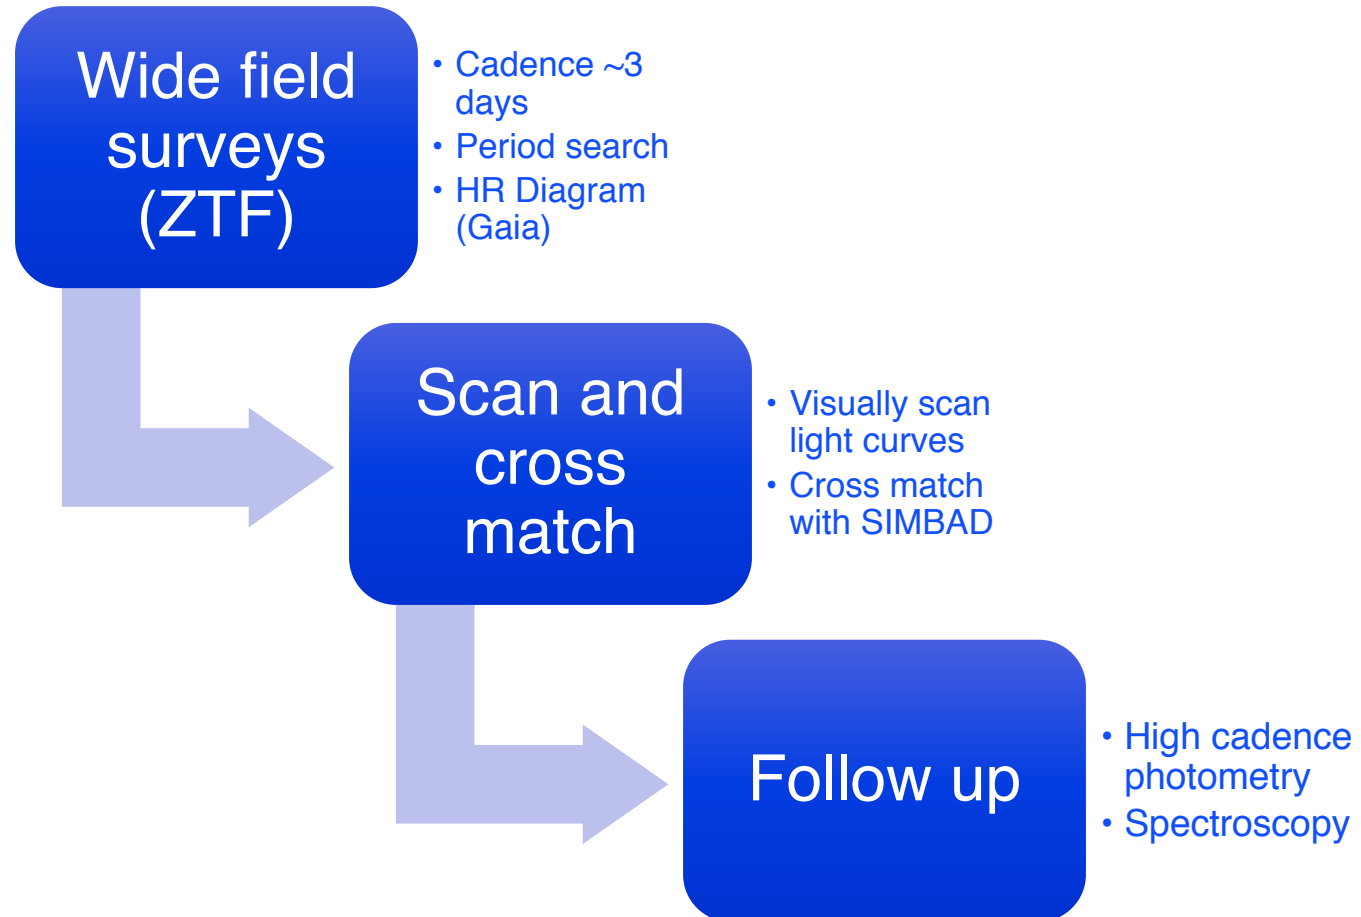 Wide field
surveys
(ZTF)
• Cadence ~3
days
• Period search
• HR Diagram
(Gaia)
Scan and
cross
match
• Visually scan
light curves
• Cross match
with SIMBAD
Follow up
• High cadence
photometry
• Spectroscopy